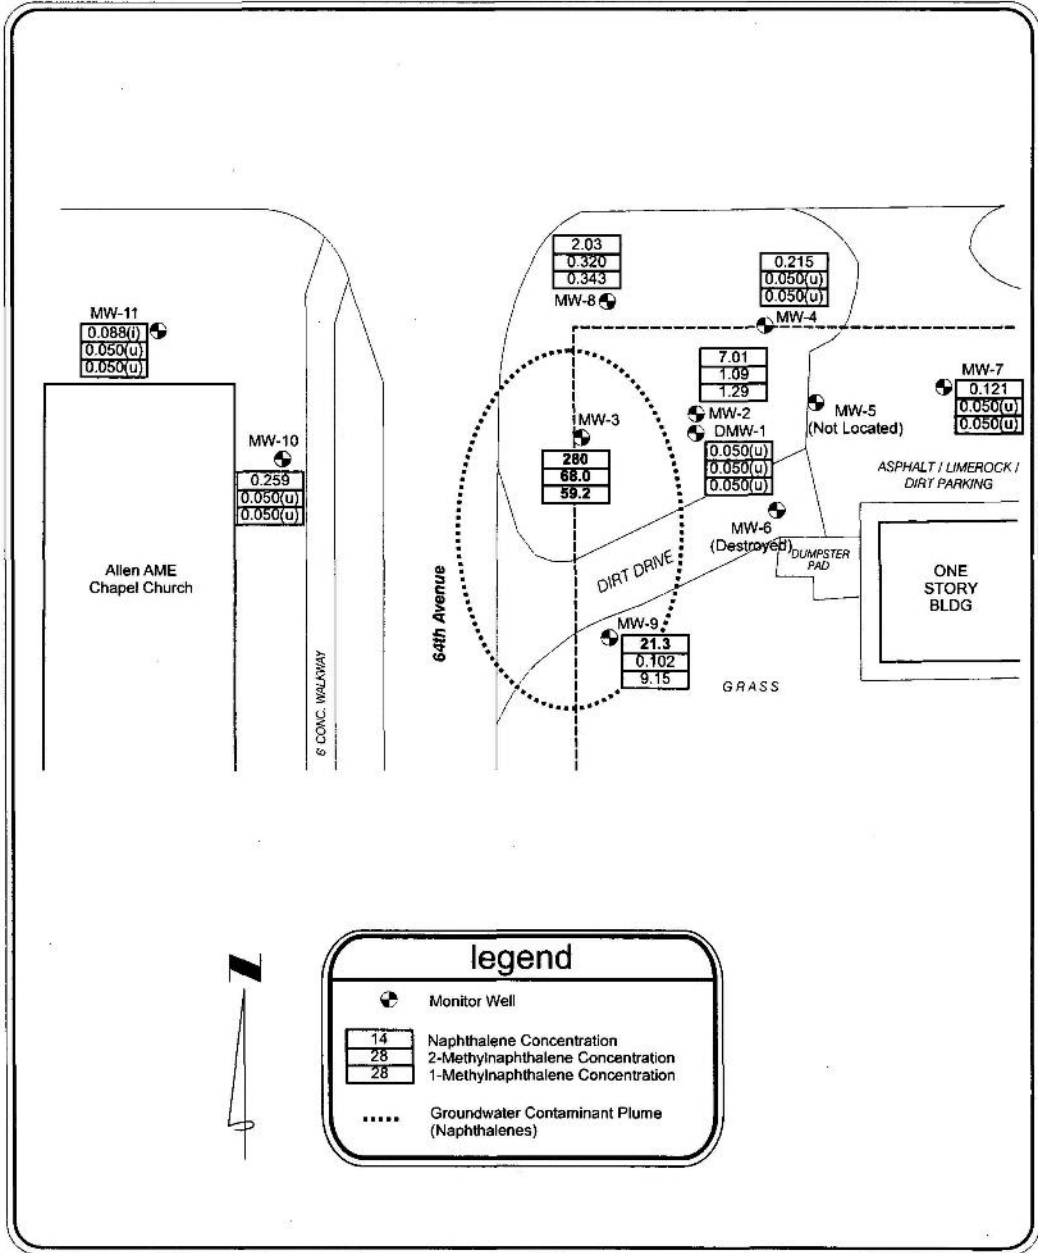 2.03
0.320
0.343
MW-8
0.215
0.050(u)
0.050(u)
MW-4
MW-11
0.088(i)
0.050(u)
0.050(u)
7.01
1.09
1.29
MW-2
DMW-1
0.050(u)
0.050(u)
0.050(u)
MW-5
(Not Located)
MW-7
0.121
0.050(u)
0.050(u)
MW-3
280
68.0
59.2
MW-10
0.259
0.050(u)
0.050(u)
ASPHALT / LIMEROCK /
DIRT PARKING
MW-6
(Destroyed)
DUMPSTER
PAD
ONE
STORY
BLDG
Allen AME
Chapel Church
DIRT DRIVE
64th Avenue
6' CONC. WALKWAY
MW-9
21.3
0.102
9.15
GRASS
N
legend
Monitor Well
14 Naphthalene Concentration
28 2-Methylnaphthalene Concentration
28 1-Methylnaphthalene Concentration
Groundwater Contaminant Plume
(Naphthalenes)